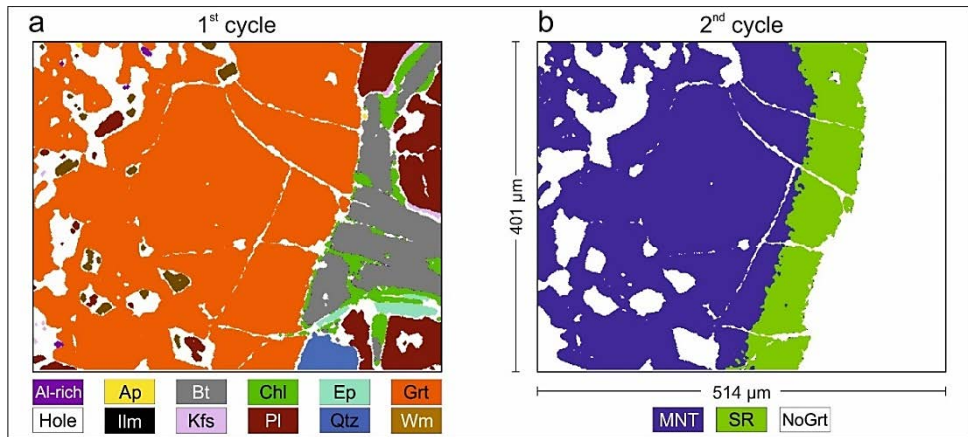 a
1st cycle
b
2nd cycle
401 µm
514 µm
Al-rich Ap Bt Chl Ep Grt
Hole Ilm Kfs Pl Qtz Wm
MNT SR NoGrt